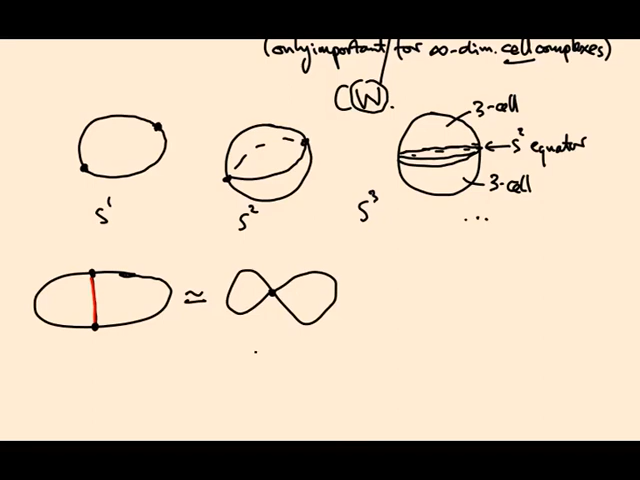 (only important for ∞-dim. cell complexes)
CW.
3-cell
S² equator
3-cell
S¹
S²
S³
...
≃